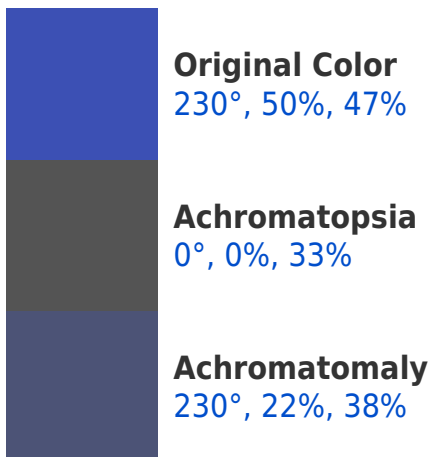 Original Color
230°, 50%, 47%
Achromatopsia
0°, 0%, 33%
Achromatomaly
230°, 22%, 38%